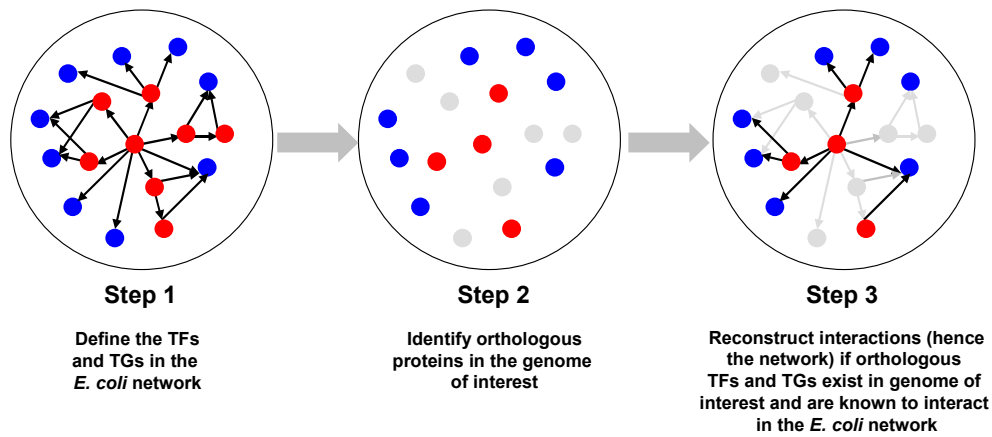 Step 1
Define the TFs
and TGs in the
E. coli network
Step 2
Identify orthologous
proteins in the genome
of interest
Step 3
Reconstruct interactions (hence
the network) if orthologous
TFs and TGs exist in genome of
interest and are known to interact
in the E. coli network